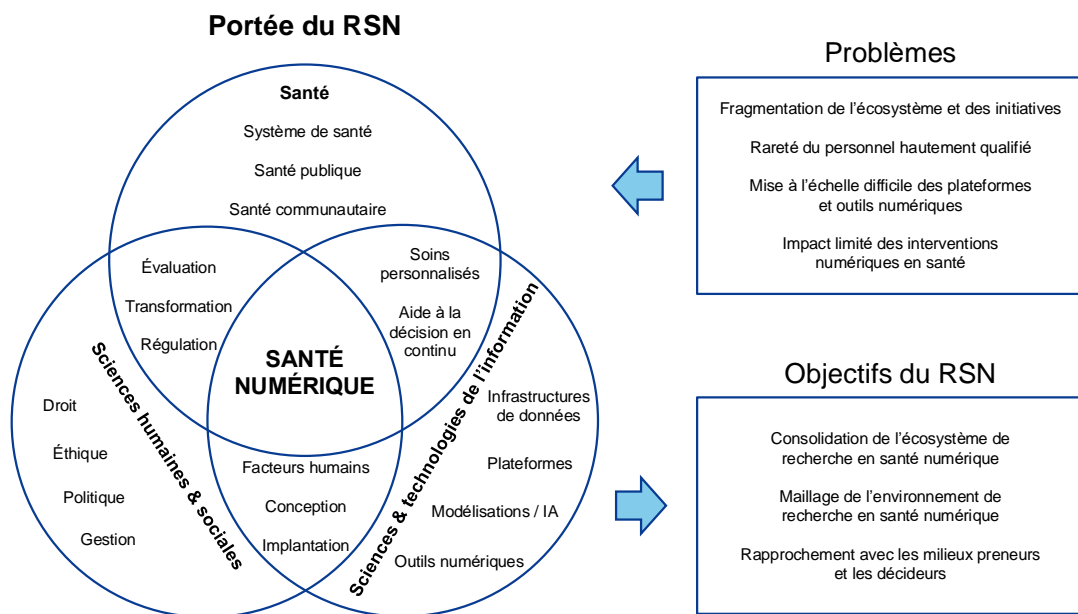 Portée du RSN
Santé
Système de santé
Santé publique
Santé communautaire
Évaluation
Transformation
Régulation
Soins
personnalisés
Aide à la
décision en
continu
SANTÉ
NUMÉRIQUE
Sciences humaines & sociales
Droit
Éthique
Politique
Gestion
Facteurs humains
Conception
Implantation
Sciences & technologies de l'information
Infrastructures
de données
Plateformes
Modélisations / IA
Outils numériques
Problèmes
Fragmentation de l'écosystème et des initiatives
Rareté du personnel hautement qualifié
Mise à l'échelle difficile des plateformes
et outils numériques
Impact limité des interventions
numériques en santé
Objectifs du RSN
Consolidation de l'écosystème de
recherche en santé numérique
Maillage de l'environnement de
recherche en santé numérique
Rapprochement avec les milieux preneurs
et les décideurs